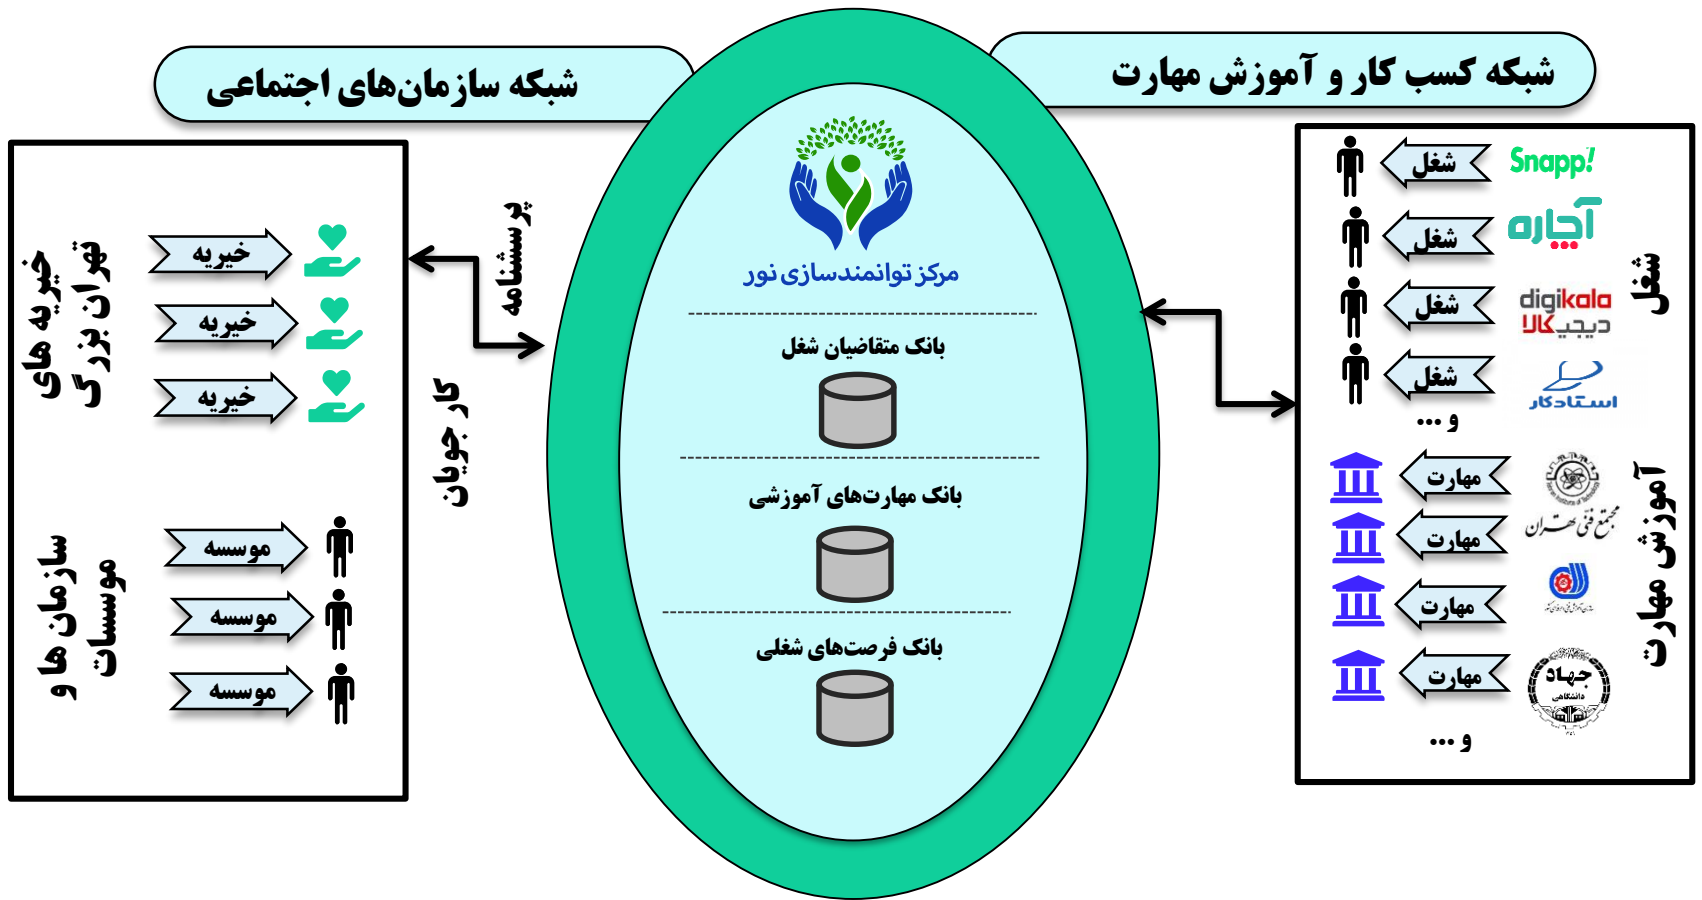 شبکه کسب کار و آموزش مهارت
شبکه سازمان‌های اجتماعی
شغل
شغل
Snapp!
شغل
آچاره
شغل
digikala
دیجی‌کالا
شغل
استادکار
و ...
آموزش مهارت
مهارت
مهارت
مجتمع فنی تهران
مهارت
مهارت
جهاد
دانشگاهی
و ...
مرکز توانمندسازی نور
بانک متقاضیان شغل
بانک مهارت‌های آموزشی
بانک فرصت‌های شغلی
پرسشنامه
کار جویان
خیریه های
تهران بزرگ
خیریه
خیریه
خیریه
سازمان ها و
موسسات
موسسه
موسسه
موسسه